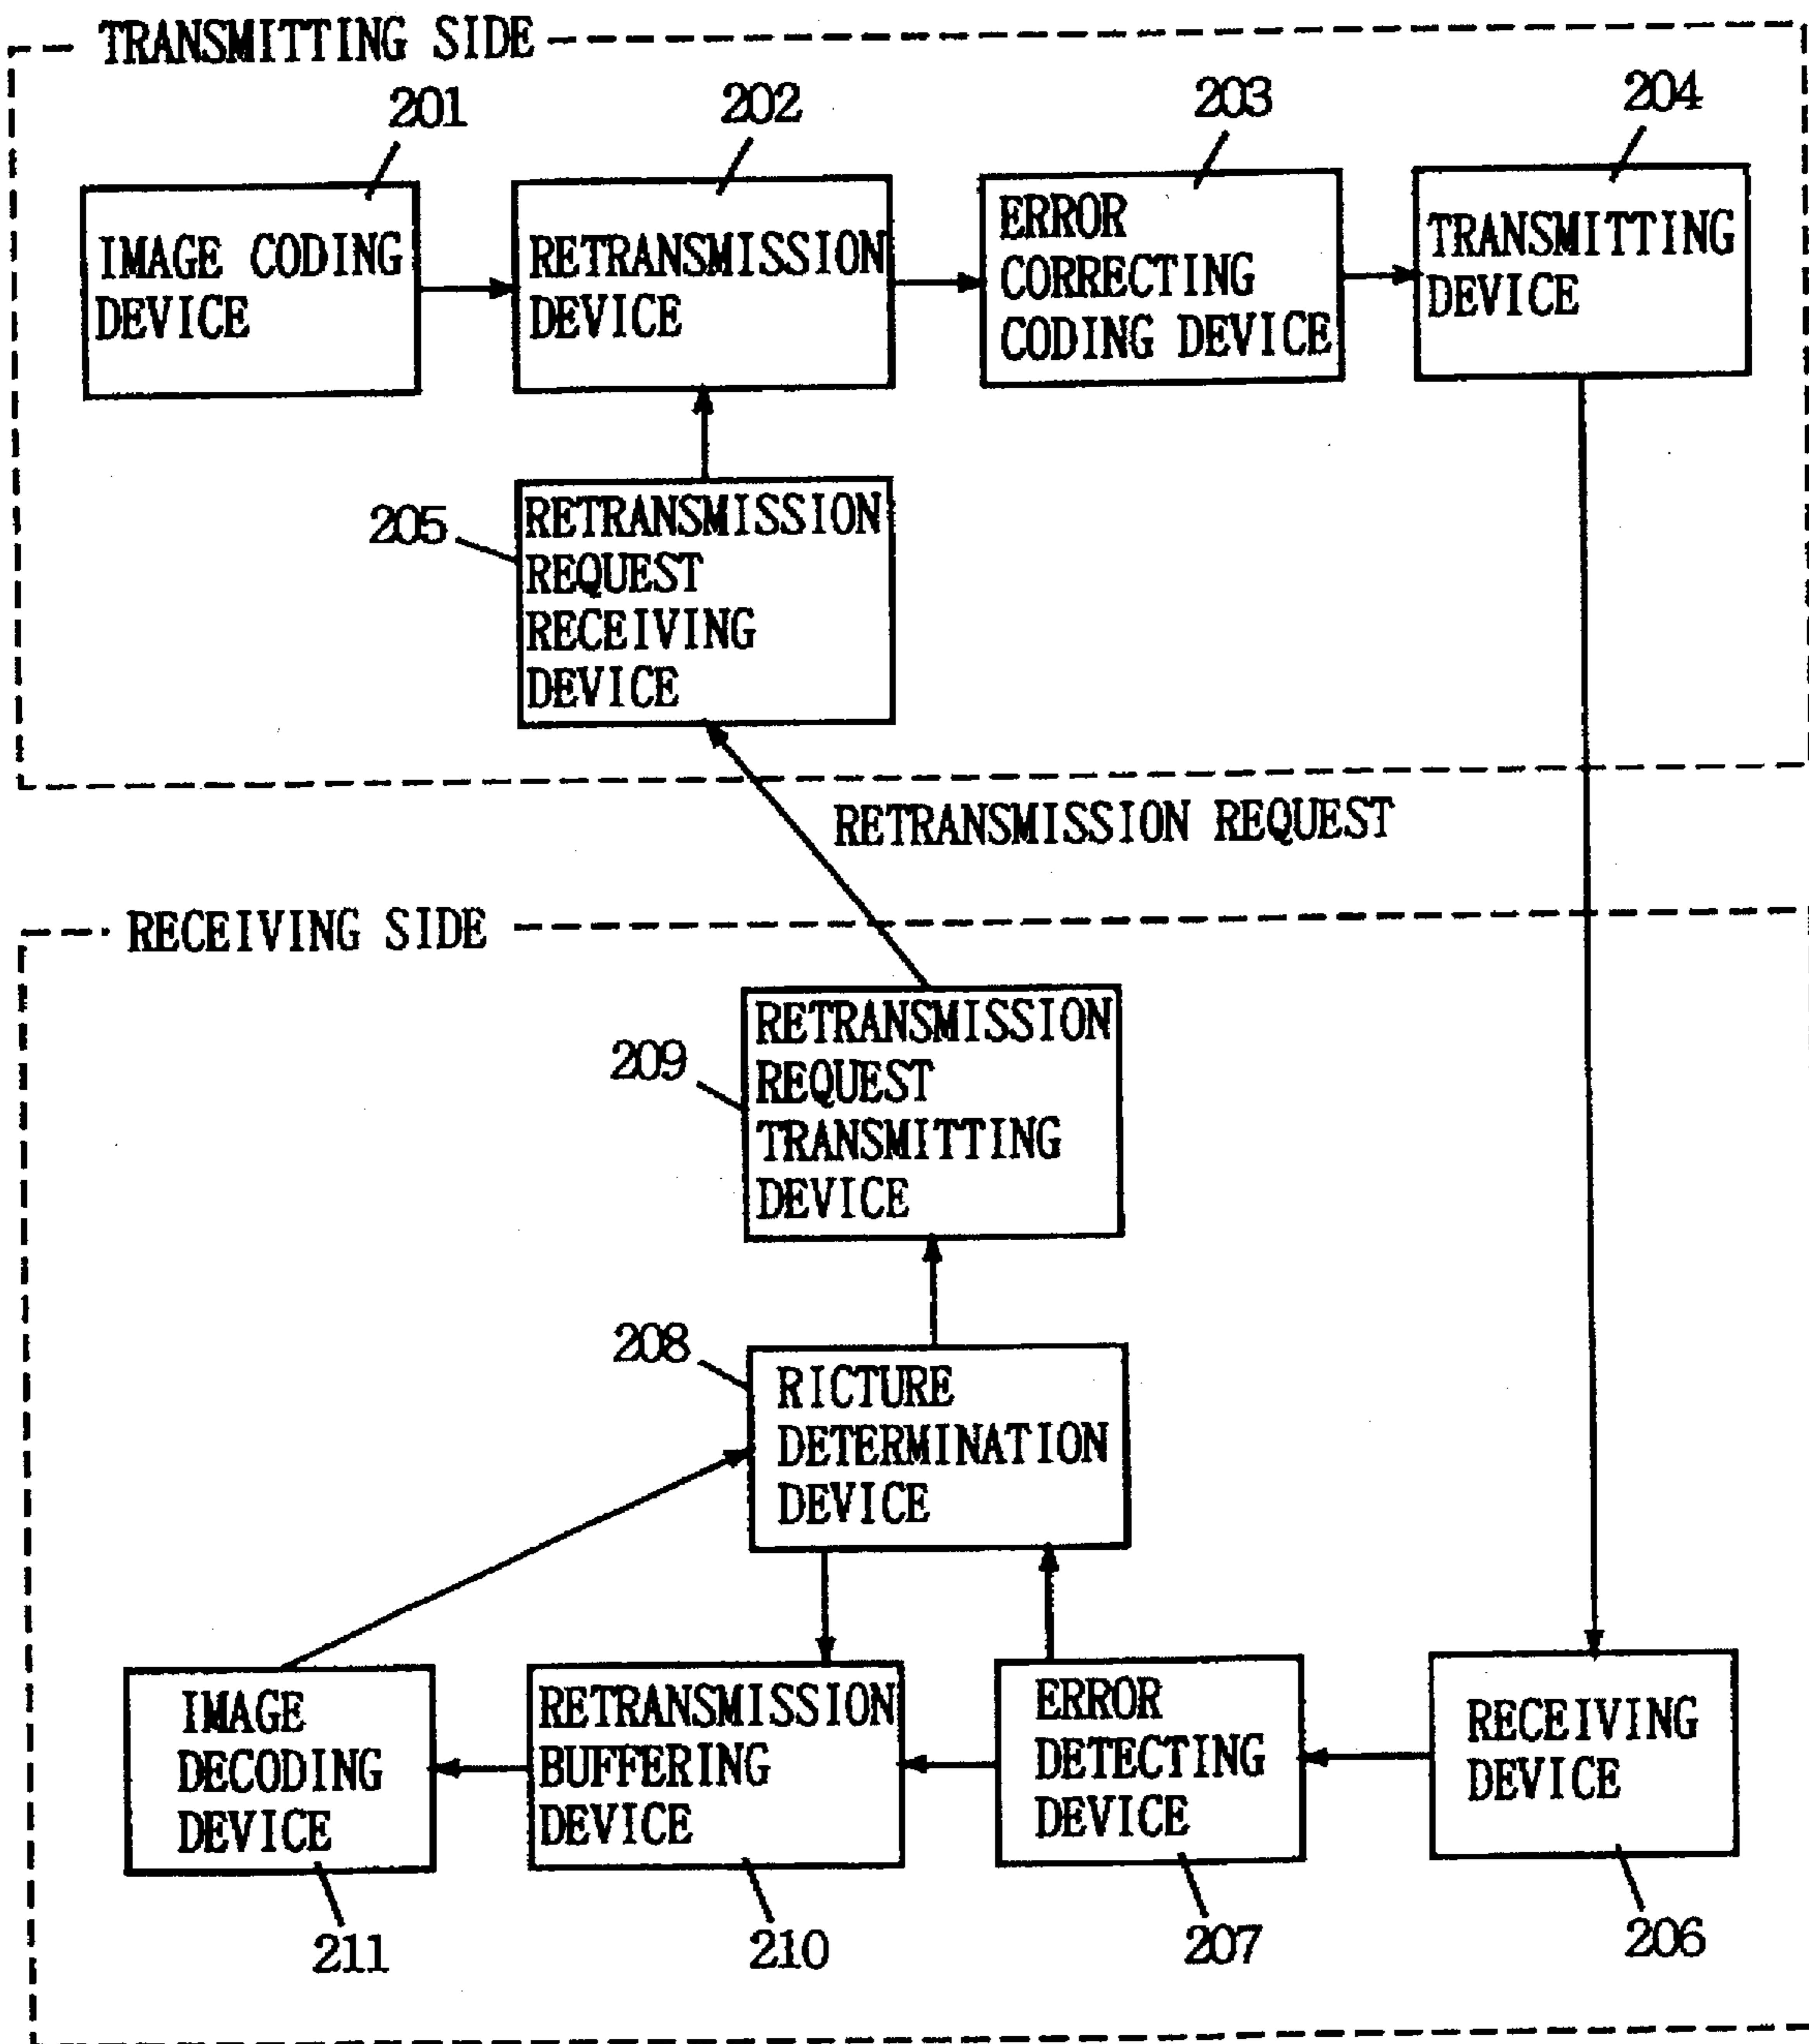 TRANSMITTING SIDE
201
202
203
204
IMAGE CODING
DEVICE
RETRANSMISSION
DEVICE
ERROR
CORRECTING
CODING DEVICE
TRANSMITTING
DEVICE
205
RETRANSMISSION
REQUEST
RECEIVING
DEVICE
RETRANSMISSION REQUEST
RECEIVING SIDE
209
RETRANSMISSION
REQUEST
TRANSMITTING
DEVICE
208
RICTURE
DETERMINATION
DEVICE
IMAGE
DECODING
DEVICE
RETRANSMISSION
BUFFERING
DEVICE
ERROR
DETECTING
DEVICE
RECEIVING
DEVICE
211
210
207
206